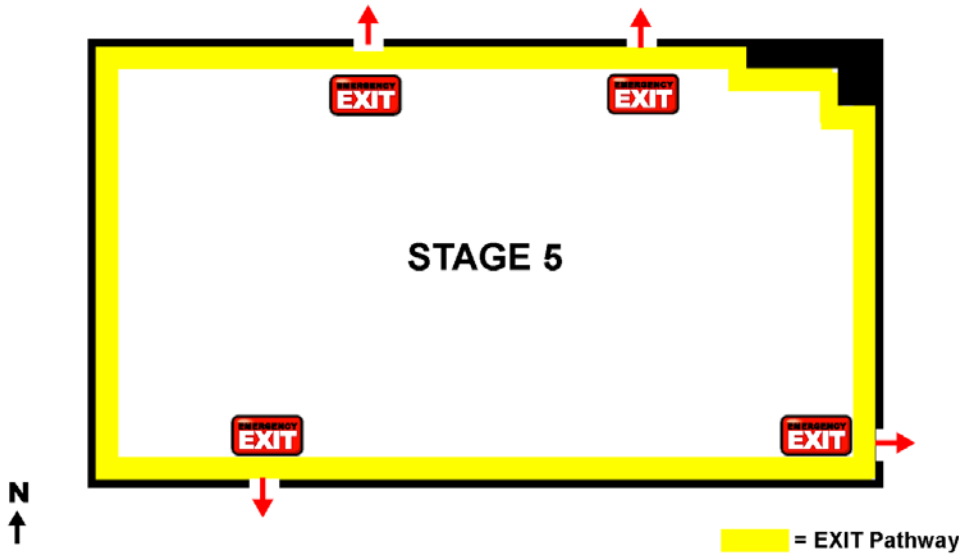 EMERGENCY
EXIT
EMERGENCY
EXIT
STAGE 5
EMERGENCY
EXIT
EMERGENCY
EXIT
N
= EXIT Pathway